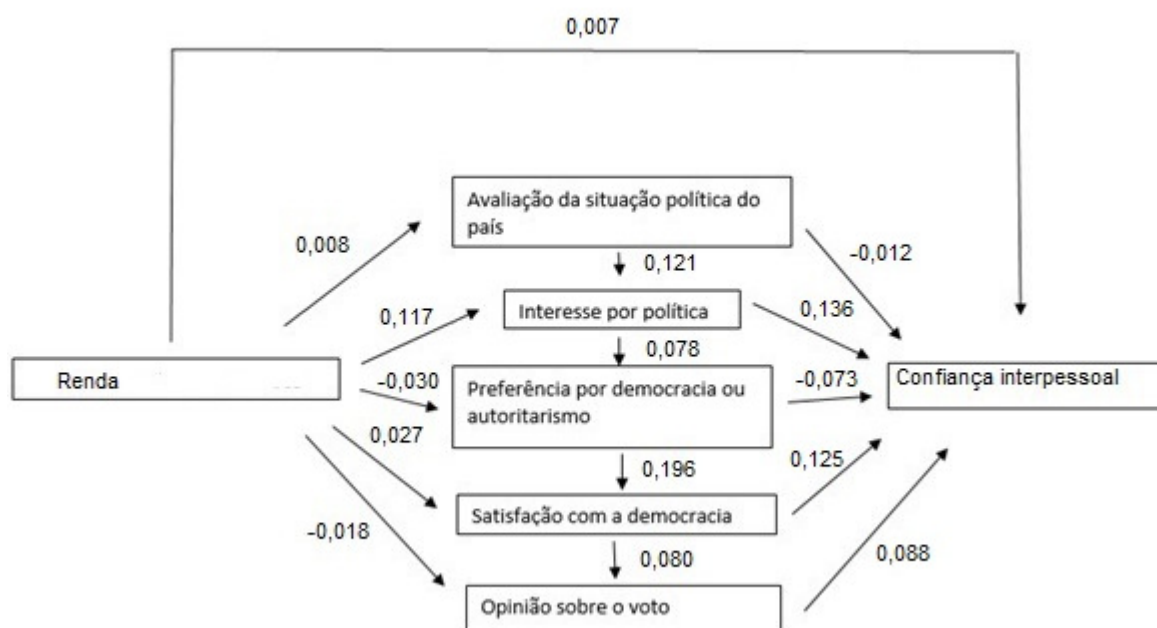 0,007
Avaliação da situação política do
país
0,008
-0,012
0,121
Interesse por política
0,117
0,136
0,078
Renda
-0,030
Preferência por democracia ou
autoritarismo
-0,073
Confiança interpessoal
0,027
0,196
0,125
Satisfação com a democracia
-0,018
0,080
0,088
Opinião sobre o voto